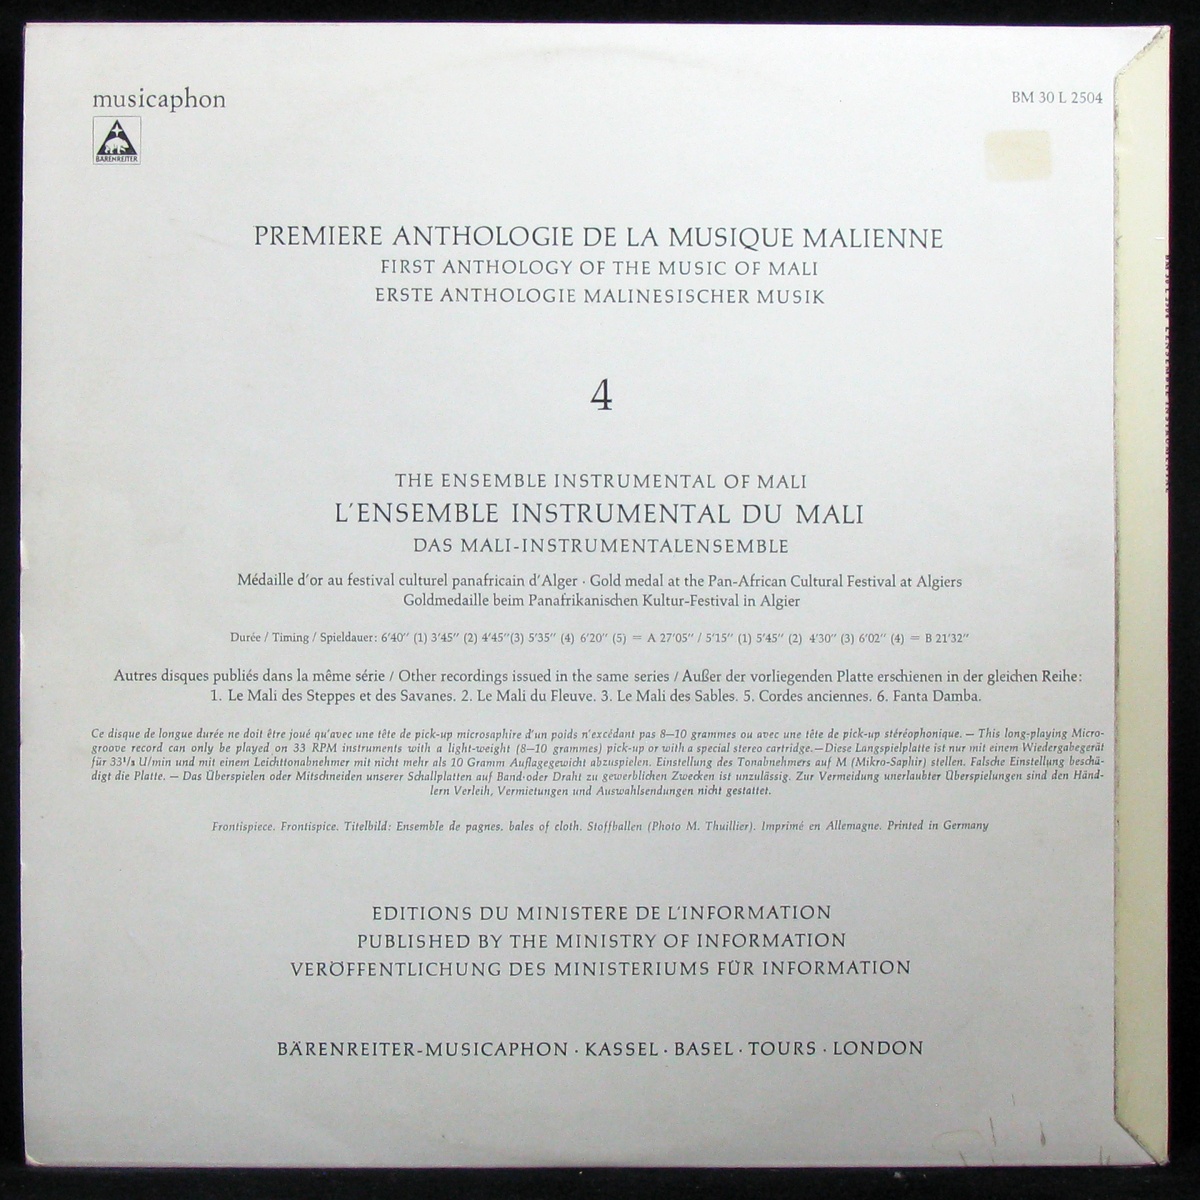 musicaphon
BM 30 L 2504
BÄRENREITER
PREMIERE ANTHOLOGIE DE LA MUSIQUE MALIENNE
FIRST ANTHOLOGY OF THE MUSIC OF MALI
ERSTE ANTHOLOGIE MALINESISCHER MUSIK
4
THE ENSEMBLE INSTRUMENTAL OF MALI
L'ENSEMBLE INSTRUMENTAL DU MALI
DAS MALI-INSTRUMENTALENSEMBLE
Médaille d'or au festival culturel panafricain d'Alger · Gold medal at the Pan-African Cultural Festival at Algiers
Goldmedaille beim Panafrikanischen Kultur-Festival in Algier
Durée / Timing / Spieldauer: 6'40" (1) 3'45" (2) 4'45"(3) 5'35" (4) 6'20" (5) = A 27'05" / 5'15" (1) 5'45" (2) 4'30" (3) 6'02" (4) = B 21'32"
Autres disques publiés dans la même série / Other recordings issued in the same series / Außer der vorliegenden Platte erschienen in der gleichen Reihe:
1. Le Mali des Steppes et des Savanes. 2. Le Mali du Fleuve. 3. Le Mali des Sables. 5. Cordes anciennes. 6. Fanta Damba.
Ce disque de longue durée ne doit être joué qu'avec une tête de pick-up microsaphire d'un poids n'excédant pas 8—10 grammes ou avec une tête de pick-up stéréophonique. — This long-playing Micro-
groove record can only be played on 33 RPM instruments with a light-weight (8—10 grammes) pick-up or with a special stereo cartridge.—Diese Langspielplatte ist nur mit einem Wiedergabegerät
für 33⅓ U/min und mit einem Leichttonabnehmer mit nicht mehr als 10 Gramm Auflagegewicht abzuspielen. Einstellung des Tonabnehmers auf M (Mikro-Saphir) stellen. Falsche Einstellung beschä-
digt die Platte. — Das Überspielen oder Mitschneiden unserer Schallplatten auf Band oder Draht zu gewerblichen Zwecken ist unzulässig. Zur Vermeidung unerlaubter Überspielungen sind den Händ-
lern Verleih, Vermietungen und Auswahlsendungen nicht gestattet.
Frontispiece. Frontispice. Titelbild: Ensemble de pagnes. bales of cloth. Stoffballen (Photo M. Thuillier). Imprimé en Allemagne. Printed in Germany
EDITIONS DU MINISTERE DE L'INFORMATION
PUBLISHED BY THE MINISTRY OF INFORMATION
VERÖFFENTLICHUNG DES MINISTERIUMS FÜR INFORMATION
BÄRENREITER-MUSICAPHON · KASSEL · BASEL · TOURS · LONDON